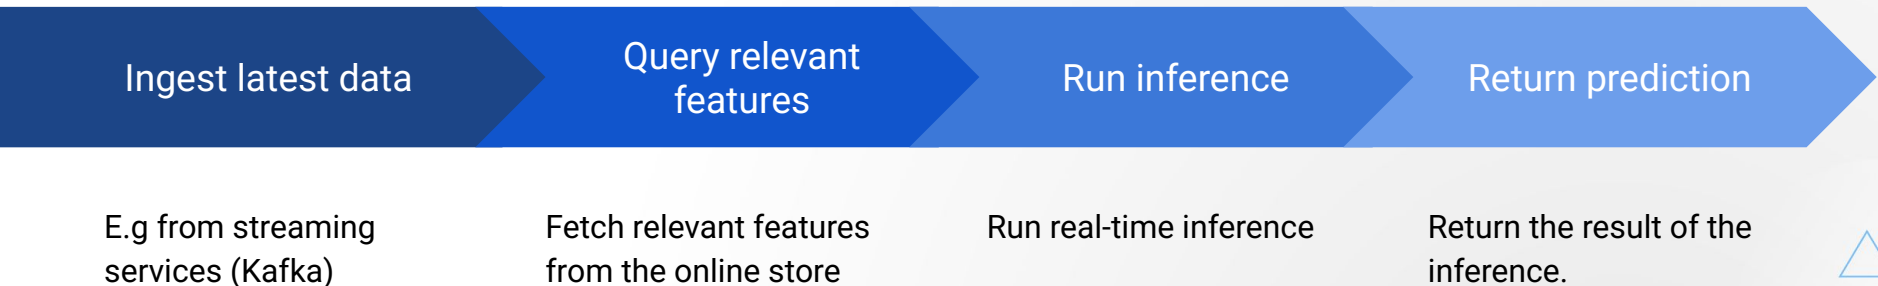 Ingest latest data
Query relevant
features
Run inference
Return prediction
E.g from streaming
services (Kafka)
Fetch relevant features
from the online store
Run real-time inference
Return the result of the
inference.